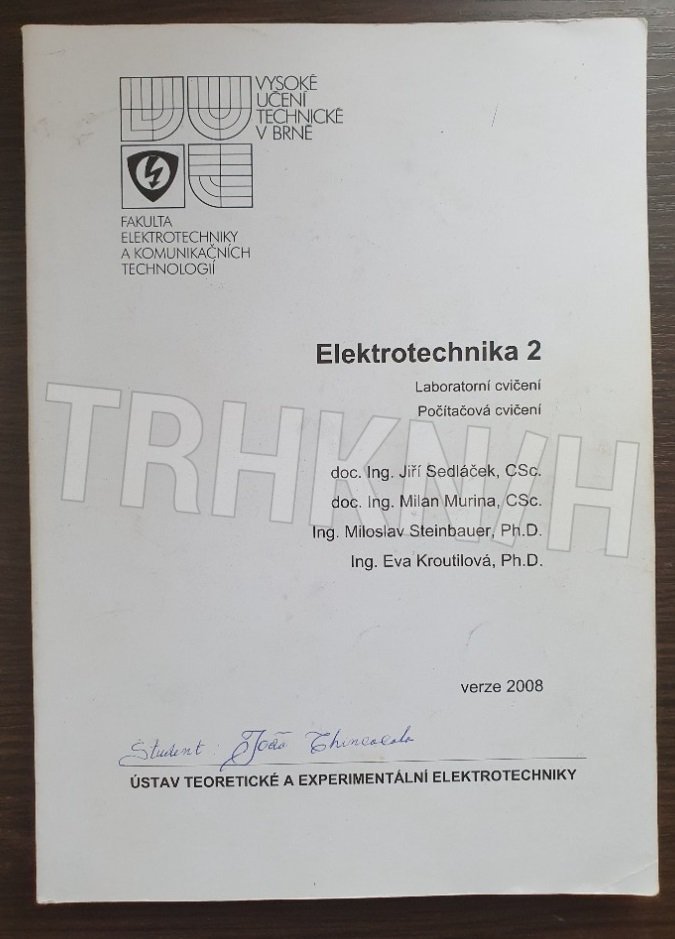 VYSOKÉ
UČENÍ
TECHNICKÉ
V BRNĚ
FAKULTA
ELEKTROTECHNIKY
A KOMUNIKAČNÍCH
TECHNOLOGIÍ
Elektrotechnika 2
Laboratorní cvičení
Počítačová cvičení
TRHKNIH
doc. Ing. Jiří Sedláček, CSc.
doc. Ing. Milan Murina, CSc.
Ing. Miloslav Steinbauer, Ph.D.
Ing. Eva Kroutilová, Ph.D.
verze 2008
Student: João
ÚSTAV TEORETICKÉ A EXPERIMENTÁLNÍ ELEKTROTECHNIKY